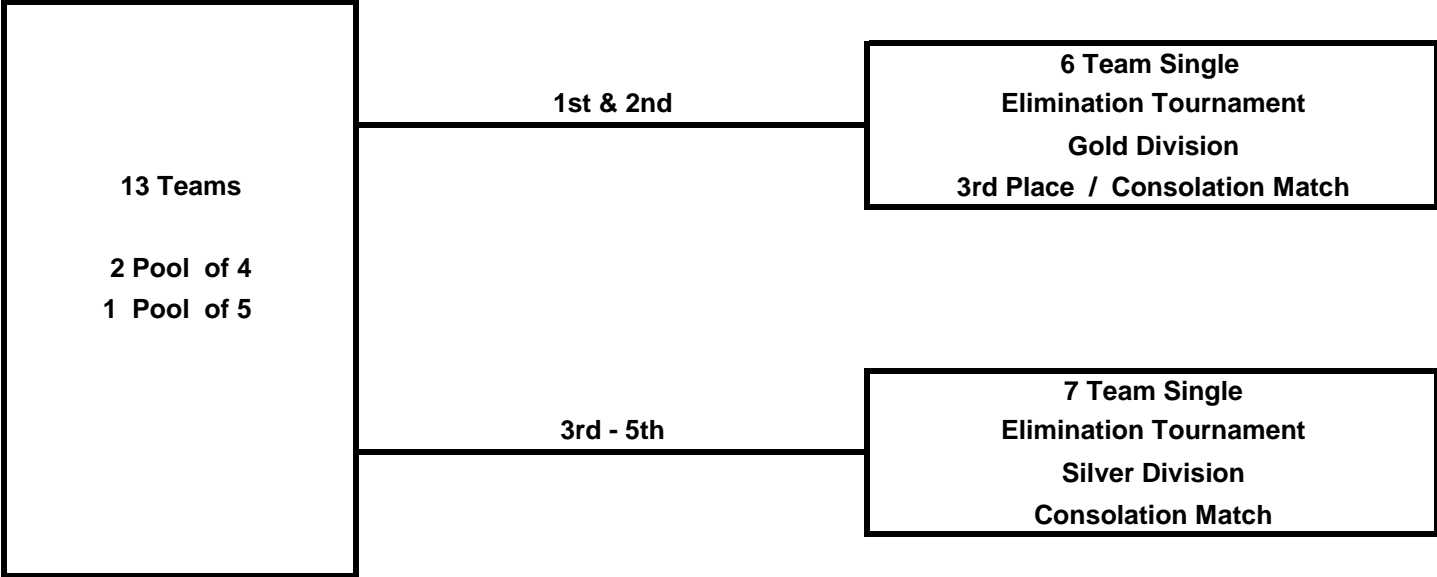 13 Teams
2 Pool of 4
1 Pool of 5
1st & 2nd
6 Team Single
Elimination Tournament
Gold Division
3rd Place / Consolation Match
3rd - 5th
7 Team Single
Elimination Tournament
Silver Division
Consolation Match